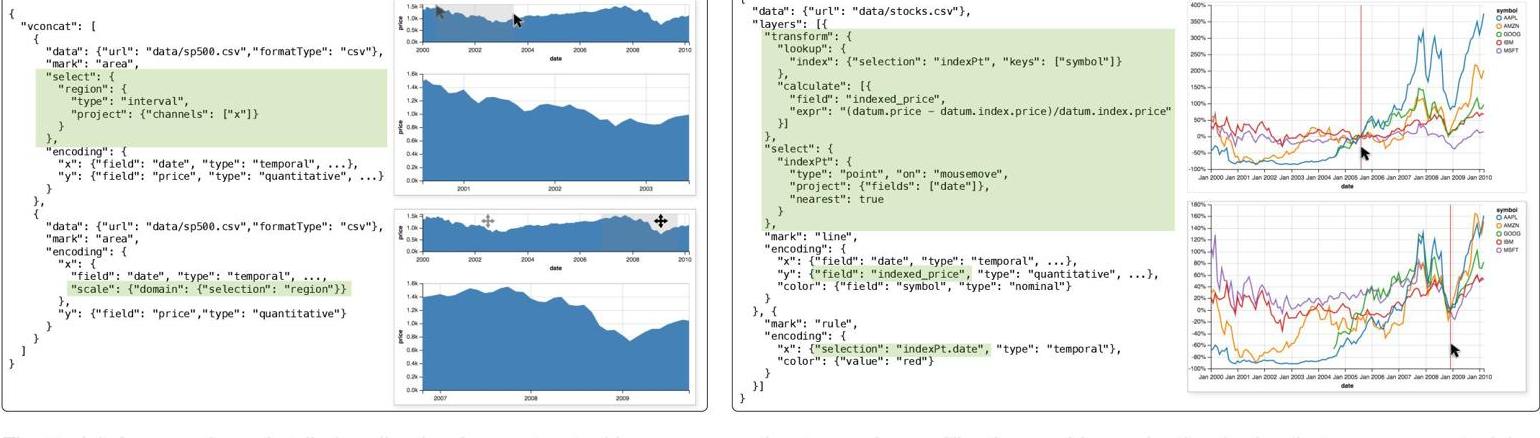 {
"vconcat": [
{
"data": {"url": "data/sp500.csv","formatType": "csv"},
"mark": "area",
"select": {
"region": {
"type": "interval",
"project": {"channels": ["x"]}
}
},
"encoding": {
"x": {"field": "date", "type": "temporal", ...},
"y": {"field": "price", "type": "quantitative", ...}
}
},
{
"data": {"url": "data/sp500.csv","formatType": "csv"},
"mark": "area",
"encoding": {
"x": {
"field": "date", "type": "temporal", ...,
"scale": {"domain": {"selection": "region"}}
},
"y": {"field": "price","type": "quantitative"}
}
}
]
}
price
1.5k
1.0k
0.5k
0.0k
2000 2002 2004 2006 2008 2010
date
price
1.6k
1.4k
1.2k
1.0k
0.8k
0.6k
0.4k
0.2k
0.0k
2001 2002 2003
price
1.5k
1.0k
0.5k
0.0k
2000 2002 2004 2006 2008 2010
date
price
1.6k
1.4k
1.2k
1.0k
0.8k
0.6k
0.4k
0.2k
0.0k
2007 2008 2009
"data": {"url": "data/stocks.csv"},
"layers": [{
"transform": {
"lookup": {
"index": {"selection": "indexPt", "keys": ["symbol"]}
},
"calculate": [{
"field": "indexed_price",
"expr": "(datum.price − datum.index.price)/datum.index.price"
}]
},
"select": {
"indexPt": {
"type": "point", "on": "mousemove",
"project": {"fields": ["date"]},
"nearest": true
}
},
"mark": "line",
"encoding": {
"x": {"field": "date", "type": "temporal", ...},
"y": {"field": "indexed_price", "type": "quantitative", ...},
"color": {"field": "symbol", "type": "nominal"}
}
}, {
"mark": "rule",
"encoding": {
"x": {"selection": "indexPt.date", "type": "temporal"},
"color": {"value": "red"}
}
}]
}
400%
350%
300%
250%
200%
150%
100%
50%
0%
-50%
-100%
Jan 2000 Jan 2001 Jan 2002 Jan 2003 Jan 2004 Jan 2005 Jan 2006 Jan 2007 Jan 2008 Jan 2009 Jan 2010
date
symbol
AAPL
AMZN
GOOG
IBM
MSFT
180%
160%
140%
120%
100%
80%
60%
40%
20%
0%
-20%
-40%
-60%
-80%
-100%
Jan 2000 Jan 2001 Jan 2002 Jan 2003 Jan 2004 Jan 2005 Jan 2006 Jan 2007 Jan 2008 Jan 2009 Jan 2010
date
symbol
AAPL
AMZN
GOOG
IBM
MSFT